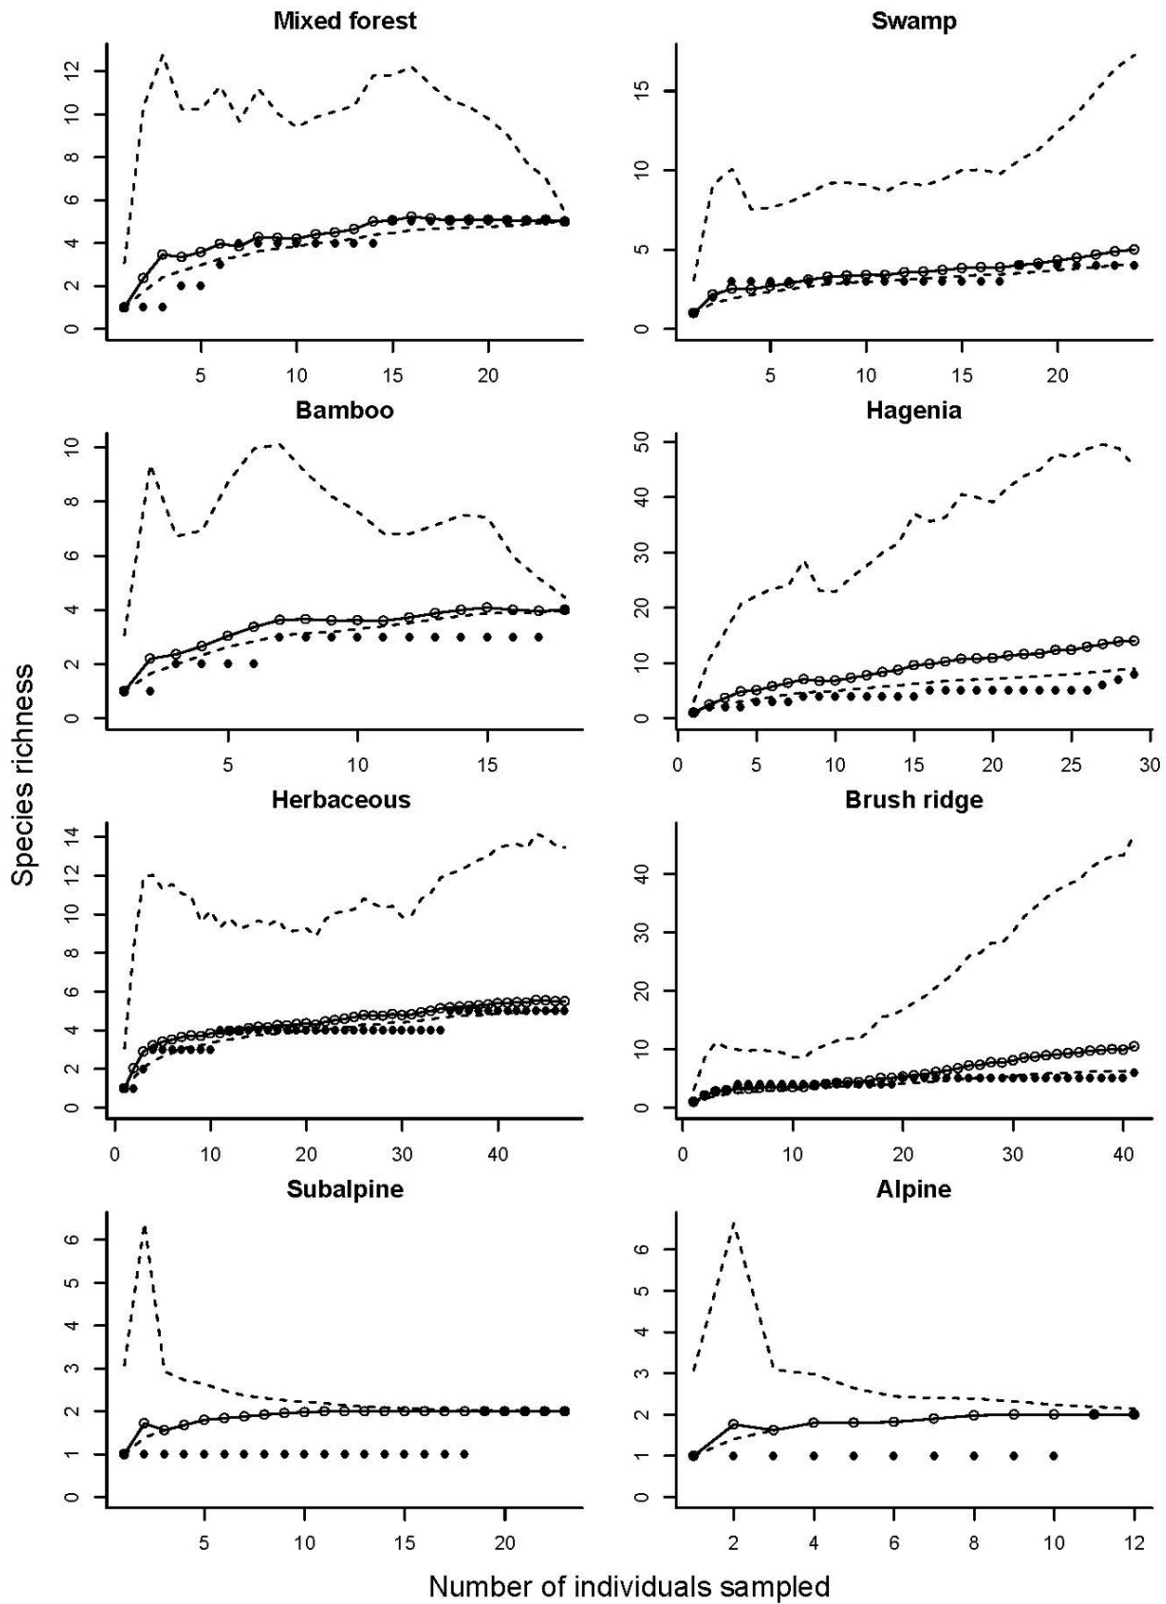 Mixed forest
0 2 4 6 8 10 12
5 10 15 20
Swamp
0 5 10 15
5 10 15 20
Bamboo
0 2 4 6 8 10
5 10 15
Hagenia
0 10 20 30 40 50
0 5 10 15 20 25 30
Herbaceous
0 2 4 6 8 10 12 14
0 10 20 30 40
Brush ridge
0 10 20 30 40
0 10 20 30 40
Subalpine
0 1 2 3 4 5 6
5 10 15 20
Alpine
0 1 2 3 4 5 6
2 4 6 8 10 12
Species richness
Number of individuals sampled